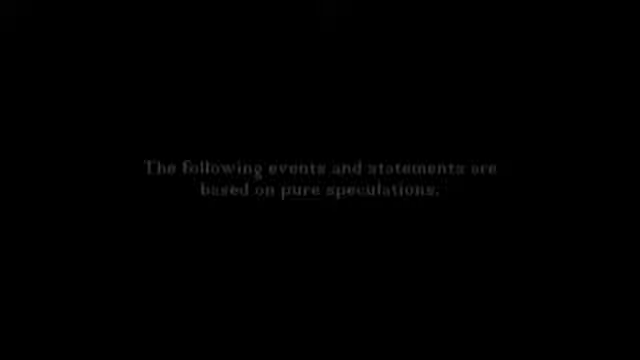 The following events and statements are
based on pure speculations.